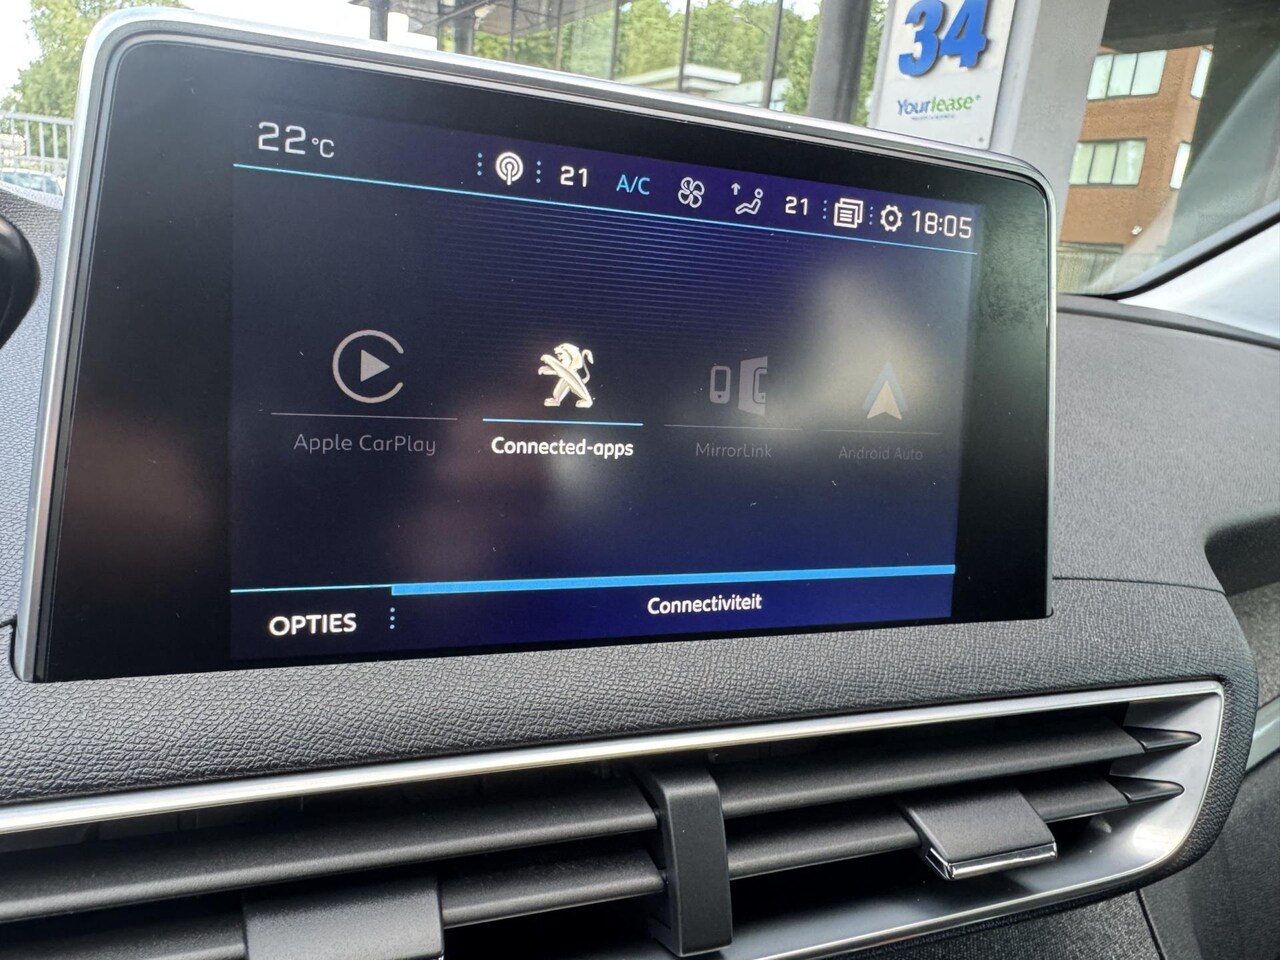 34
Yourlease+
22°C
21
A/C
21
18:05
Apple CarPlay
Connected-apps
MirrorLink
Android Auto
OPTIES
Connectiviteit